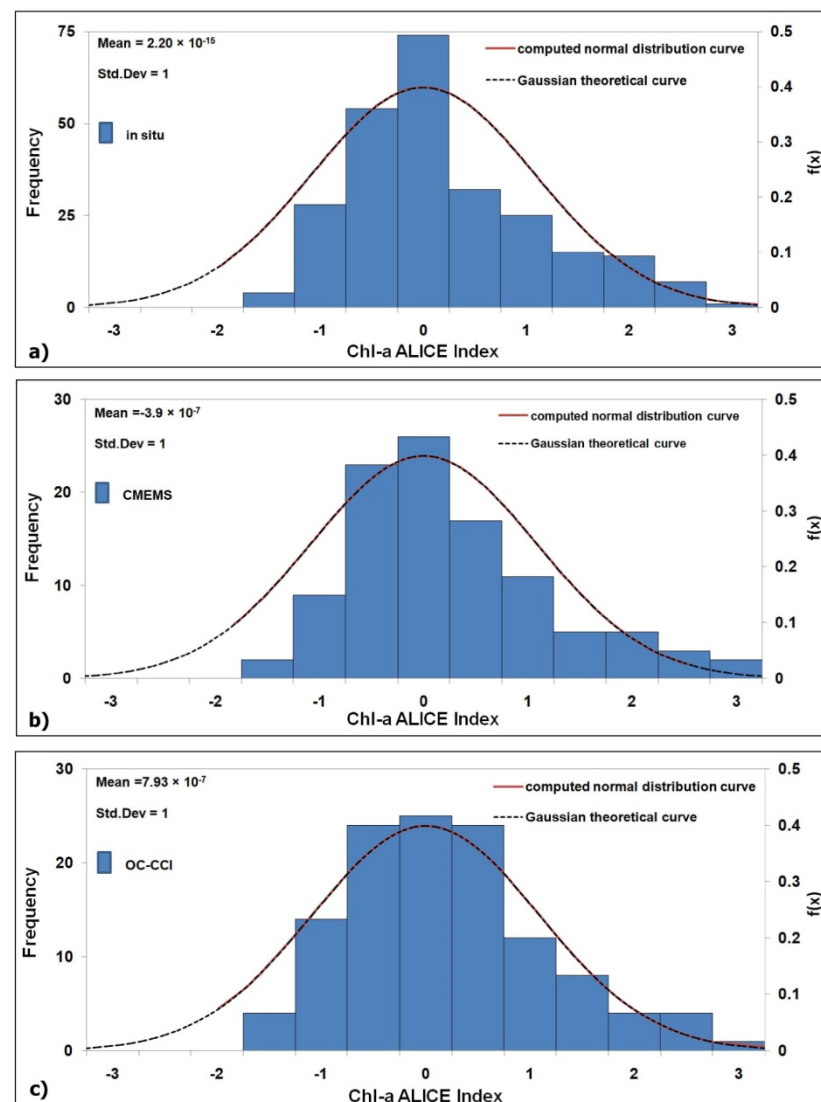 Mean = 2.20 × 10-15
Std.Dev = 1
in situ
computed normal distribution curve
Gaussian theoretical curve
75
50
25
0
Frequency
0.5
0.4
0.3
0.2
0.1
0
f(x)
-3 -2 -1 0 1 2 3
Chl-a ALICE Index
a)
Mean =-3.9 × 10-7
Std.Dev = 1
CMEMS
computed normal distribution curve
Gaussian theoretical curve
30
20
10
0
Frequency
0.5
0.4
0.3
0.2
0.1
0
f(x)
-3 -2 -1 0 1 2 3
Chl-a ALICE Index
b)
Mean =7.93 × 10-7
Std.Dev = 1
OC-CCI
computed normal distribution curve
Gaussian theoretical curve
30
20
10
0
Frequency
0.5
0.4
0.3
0.2
0.1
0
f(x)
-3 -2 -1 0 1 2 3
Chl-a ALICE Index
c)